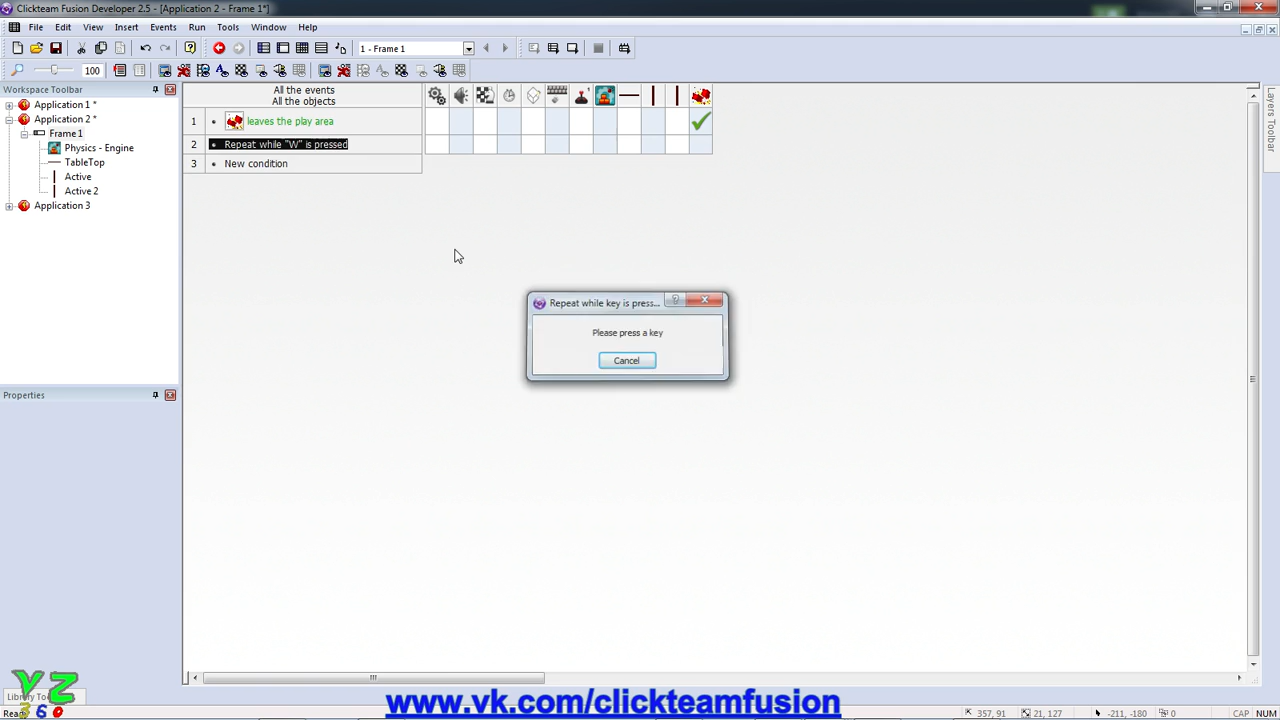 Clickteam Fusion Developer 2.5 - [Application 2 - Frame 1*]
File Edit View Insert Events Run Tools Window Help
1 - Frame 1
100
Workspace Toolbar
Application 1 *
Application 2 *
Frame 1
Physics - Engine
TableTop
Active
Active 2
Application 3
Properties
All the events
All the objects
1 • leaves the play area
2 • Repeat while "W" is pressed
3 • New condition
Layers Toolbar
Repeat while key is press...
Please press a key
Cancel
YZ
360
www.vk.com/clickteamfusion
357, 91 21, 127 -211, -180 0 CAP NUM